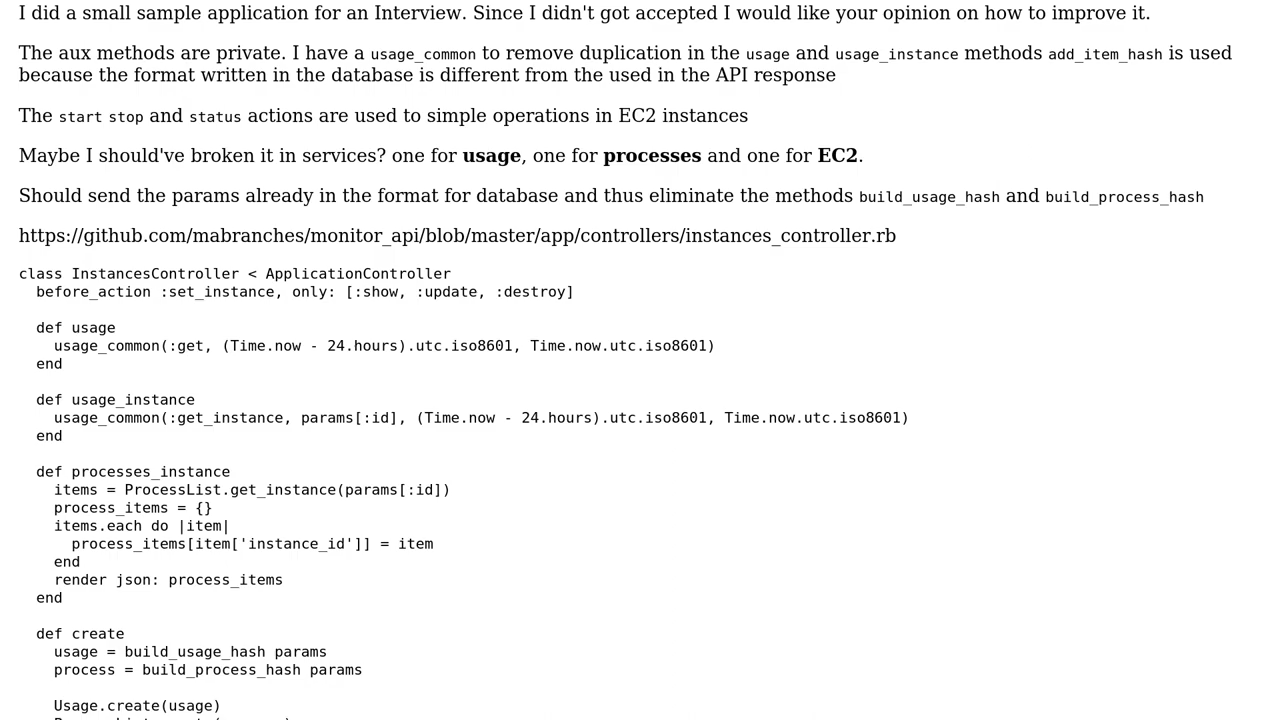 I did a small sample application for an Interview. Since I didn't got accepted I would like your opinion on how to improve it.
The aux methods are private. I have a usage_common to remove duplication in the usage and usage_instance methods add_item_hash is used
because the format written in the database is different from the used in the API response
The start stop and status actions are used to simple operations in EC2 instances
Maybe I should've broken it in services? one for usage, one for processes and one for EC2.
Should send the params already in the format for database and thus eliminate the methods build_usage_hash and build_process_hash
https://github.com/mabranches/monitor_api/blob/master/app/controllers/instances_controller.rb
class InstancesController < ApplicationController
  before_action :set_instance, only: [:show, :update, :destroy]
  def usage
    usage_common(:get, (Time.now - 24.hours).utc.iso8601, Time.now.utc.iso8601)
  end
  def usage_instance
    usage_common(:get_instance, params[:id], (Time.now - 24.hours).utc.iso8601, Time.now.utc.iso8601)
  end
  def processes_instance
    items = ProcessList.get_instance(params[:id])
    process_items = {}
    items.each do |item|
      process_items[item['instance_id']] = item
    end
    render json: process_items
  end
  def create
    usage = build_usage_hash params
    process = build_process_hash params
    Usage.create(usage)